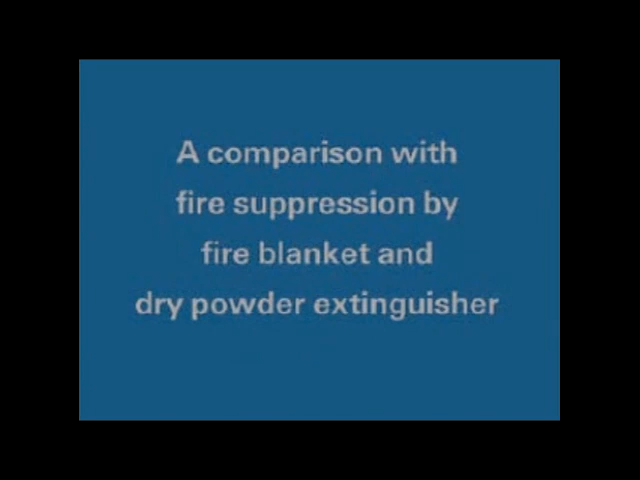 A comparison with
fire suppression by
fire blanket and
dry powder extinguisher